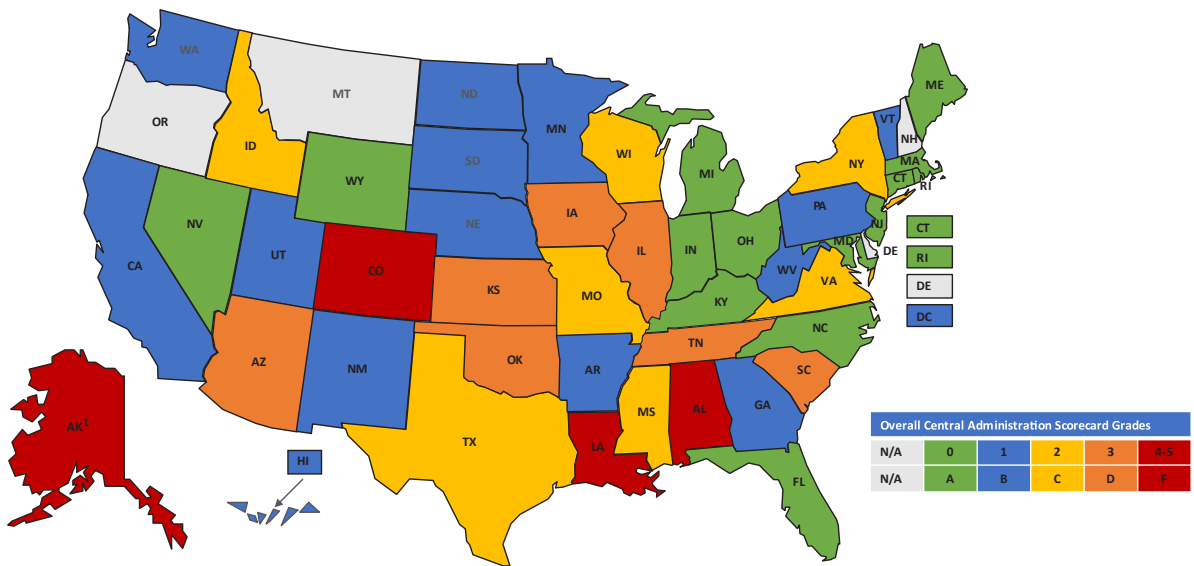 WA
MT
ND
ME
OR
MN
VT
ID
SD
WI
NH
NY
MA
WY
MI
CT
RI
PA
NV
NE
IA
NJ
CT
OH
MD
DE
UT
IL
IN
RI
CA
CO
WV
VA
DE
KS
MO
KY
DC
NC
TN
AZ
OK
NM
AR
SC
GA
MS
AL
AK1
TX
LA
HI
FL
Overall Central Administration Scorecard Grades
N/A 0 1 2 3 4-5
N/A A B C D F